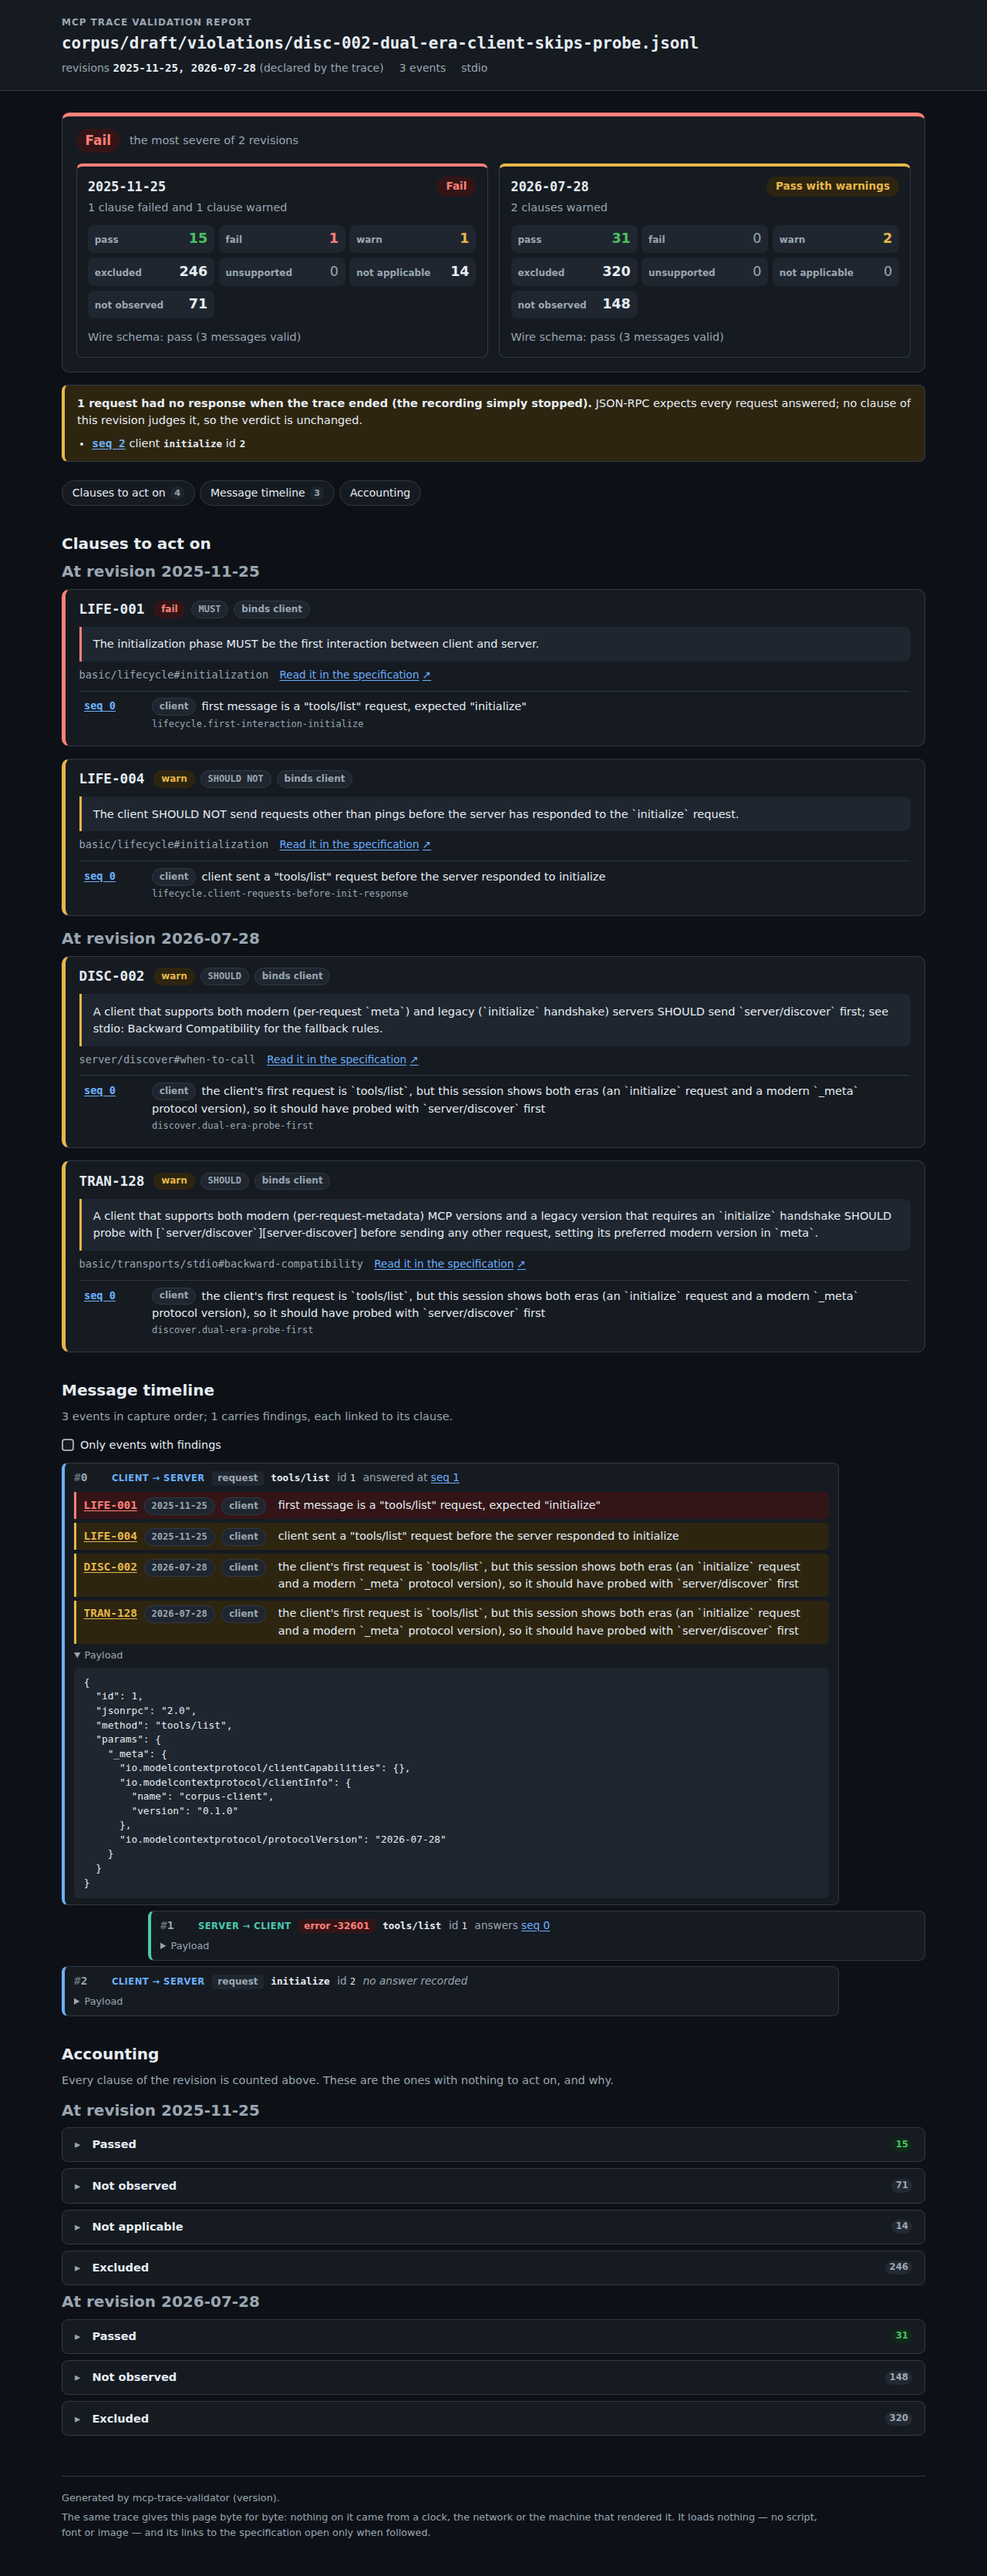 MCP TRACE VALIDATION REPORT
corpus/draft/violations/disc-002-dual-era-client-skips-probe.jsonl
revisions 2025-11-25, 2026-07-28 (declared by the trace) 3 events stdio
Fail the most severe of 2 revisions
2025-11-25 Fail
1 clause failed and 1 clause warned
pass 15 fail 1 warn 1
excluded 246 unsupported 0 not applicable 14
not observed 71
Wire schema: pass (3 messages valid)
2026-07-28 Pass with warnings
2 clauses warned
pass 31 fail 0 warn 2
excluded 320 unsupported 0 not applicable 0
not observed 148
Wire schema: pass (3 messages valid)
1 request had no response when the trace ended (the recording simply stopped). JSON-RPC expects every request answered; no clause of
this revision judges it, so the verdict is unchanged.
• seq 2 client initialize id 2
Clauses to act on 4 Message timeline 3 Accounting
Clauses to act on
At revision 2025-11-25
LIFE-001 fail MUST binds client
The initialization phase MUST be the first interaction between client and server.
basic/lifecycle#initialization Read it in the specification ↗
seq 0 client first message is a "tools/list" request, expected "initialize"
lifecycle.first-interaction-initialize
LIFE-004 warn SHOULD NOT binds client
The client SHOULD NOT send requests other than pings before the server has responded to the `initialize` request.
basic/lifecycle#initialization Read it in the specification ↗
seq 0 client client sent a "tools/list" request before the server responded to initialize
lifecycle.client-requests-before-init-response
At revision 2026-07-28
DISC-002 warn SHOULD binds client
A client that supports both modern (per-request `meta`) and legacy (`initialize` handshake) servers SHOULD send `server/discover` first; see
stdio: Backward Compatibility for the fallback rules.
server/discover#when-to-call Read it in the specification ↗
seq 0 client the client's first request is `tools/list`, but this session shows both eras (an `initialize` request and a modern `_meta`
protocol version), so it should have probed with `server/discover` first
discover.dual-era-probe-first
TRAN-128 warn SHOULD binds client
A client that supports both modern (per-request-metadata) MCP versions and a legacy version that requires an `initialize` handshake SHOULD
probe with [`server/discover`][server-discover] before sending any other request, setting its preferred modern version in `meta`.
basic/transports/stdio#backward-compatibility Read it in the specification ↗
seq 0 client the client's first request is `tools/list`, but this session shows both eras (an `initialize` request and a modern `_meta`
protocol version), so it should have probed with `server/discover` first
discover.dual-era-probe-first
Message timeline
3 events in capture order; 1 carries findings, each linked to its clause.
Only events with findings
#0 CLIENT → SERVER request tools/list id 1 answered at seq 1
LIFE-001 2025-11-25 client first message is a "tools/list" request, expected "initialize"
LIFE-004 2025-11-25 client client sent a "tools/list" request before the server responded to initialize
DISC-002 2026-07-28 client the client's first request is `tools/list`, but this session shows both eras (an `initialize` request
and a modern `_meta` protocol version), so it should have probed with `server/discover` first
TRAN-128 2026-07-28 client the client's first request is `tools/list`, but this session shows both eras (an `initialize` request
and a modern `_meta` protocol version), so it should have probed with `server/discover` first
▼ Payload
{
"id": 1,
"jsonrpc": "2.0",
"method": "tools/list",
"params": {
"_meta": {
"io.modelcontextprotocol/clientCapabilities": {},
"io.modelcontextprotocol/clientInfo": {
"name": "corpus-client",
"version": "0.1.0"
},
"io.modelcontextprotocol/protocolVersion": "2026-07-28"
}
}
}
#1 SERVER → CLIENT error -32601 tools/list id 1 answers seq 0
▶ Payload
#2 CLIENT → SERVER request initialize id 2 no answer recorded
▶ Payload
Accounting
Every clause of the revision is counted above. These are the ones with nothing to act on, and why.
At revision 2025-11-25
▶ Passed 15
▶ Not observed 71
▶ Not applicable 14
▶ Excluded 246
At revision 2026-07-28
▶ Passed 31
▶ Not observed 148
▶ Excluded 320
Generated by mcp-trace-validator (version).
The same trace gives this page byte for byte: nothing on it came from a clock, the network or the machine that rendered it. It loads nothing — no script,
font or image — and its links to the specification open only when followed.